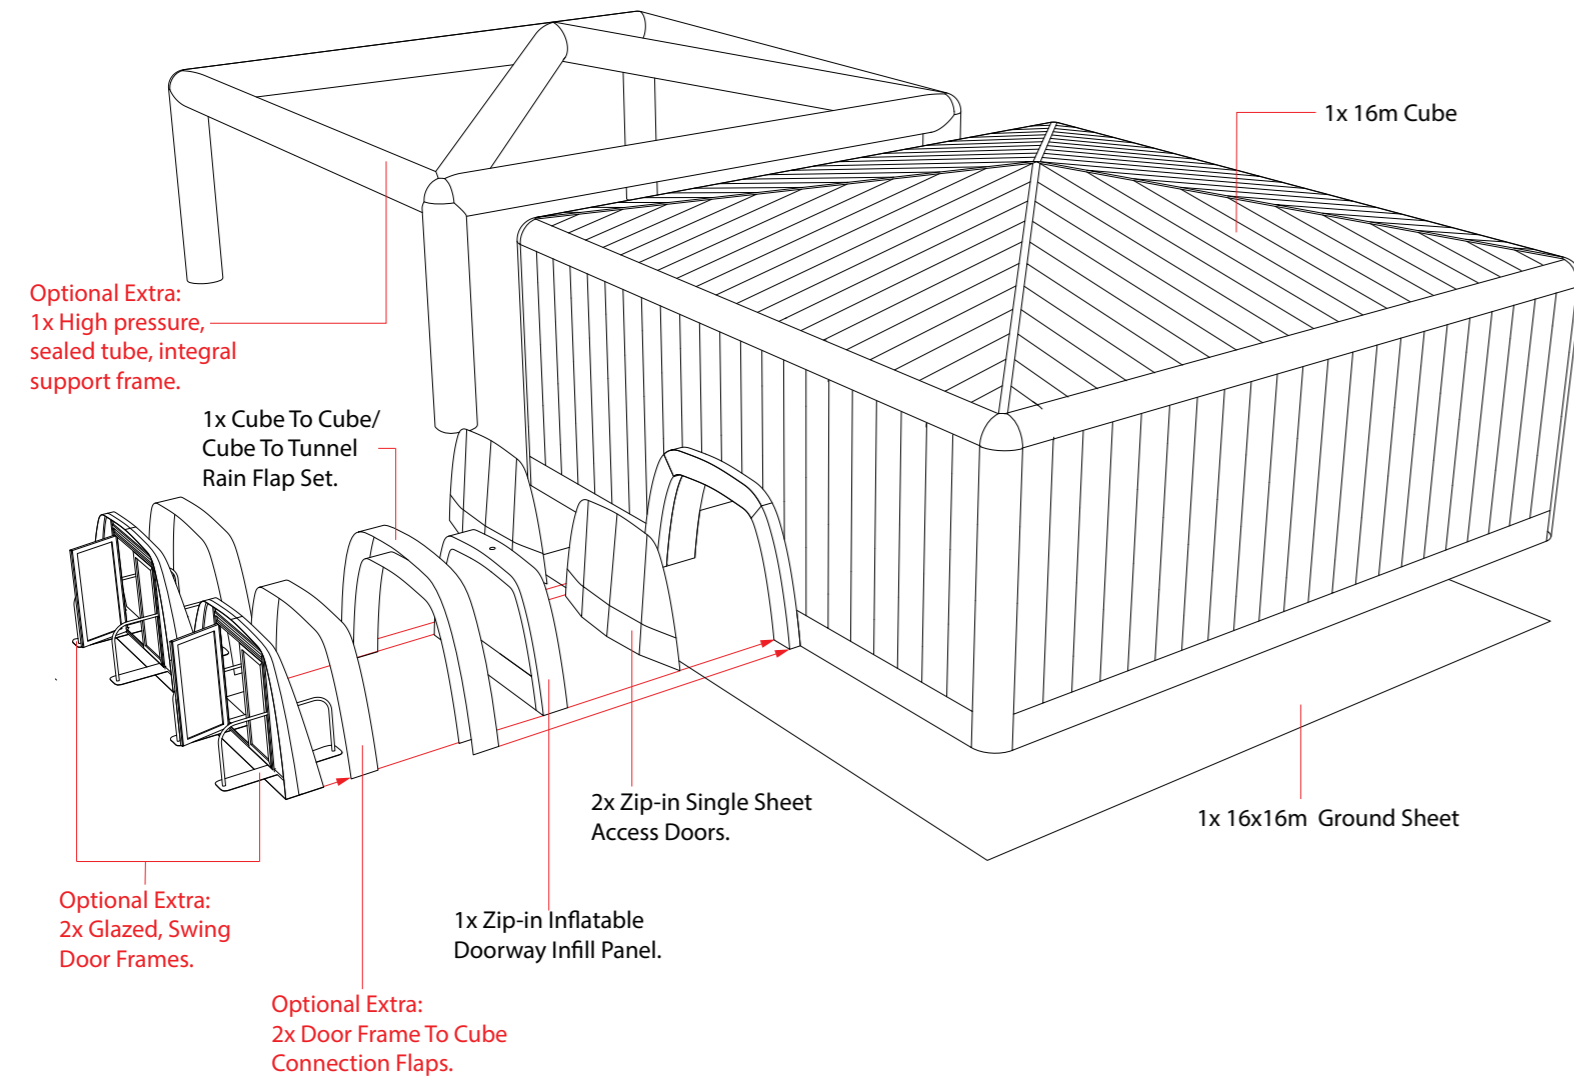 1x 16m Cube
Optional Extra:
1x High pressure,
sealed tube, integral
support frame.
1x Cube To Cube/
Cube To Tunnel
Rain Flap Set.
2x Zip-in Single Sheet
Access Doors.
1x 16x16m Ground Sheet
Optional Extra:
2x Glazed, Swing
Door Frames.
1x Zip-in Inflatable
Doorway Infill Panel.
Optional Extra:
2x Door Frame To Cube
Connection Flaps.